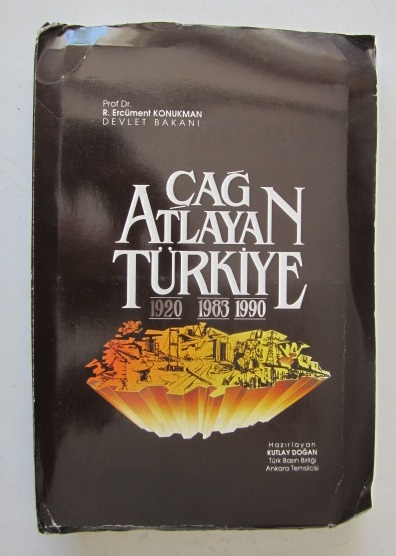 Prof Dr.
R. Ercüment KONUKMAN
DEVLET BAKANI
ÇAĞ
ATLAYAN
TÜRKİYE
1920 1983 1990
Hazırlayan
KUTLAY DOĞAN
Türk Basın Birliği
Ankara Temsilcisi